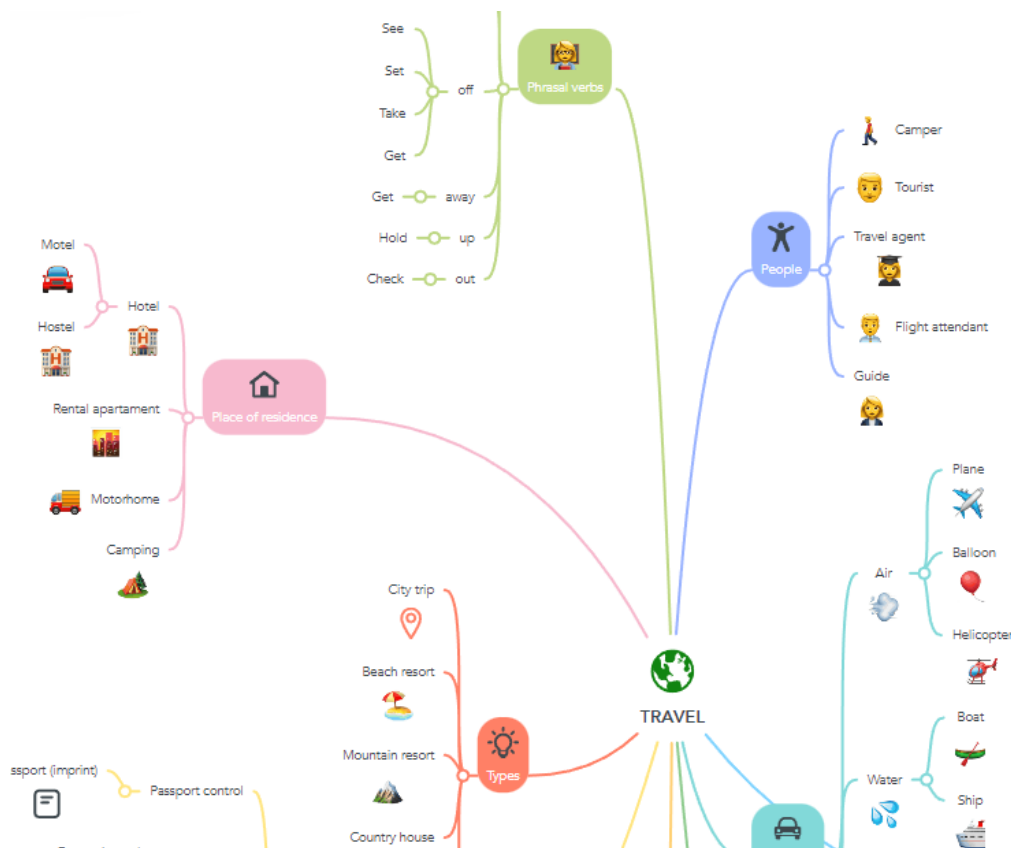 See
Set
off
Take
Get
Phrasal verbs
Get
away
Hold
up
Check
out
Camper
Tourist
Travel agent
People
Flight attendant
Guide
Motel
Hotel
Hostel
Rental apartament
Place of residence
Motorhome
Camping
Plane
Balloon
Air
Helicopter
City trip
Beach resort
Mountain resort
Country house
Types
TRAVEL
Boat
Water
Ship
ssport (imprint)
Passport control